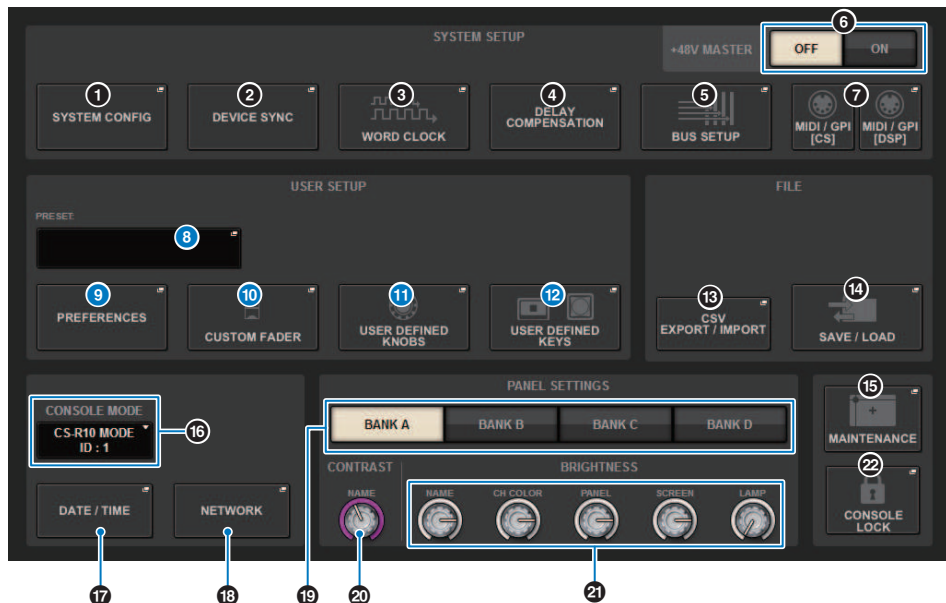 SYSTEM SETUP
+48V MASTER
6
OFF
ON
1
SYSTEM CONFIG
2
DEVICE SYNC
3
WORD CLOCK
4
DELAY
COMPENSATION
5
BUS SETUP
7
MIDI / GPI
[CS]
MIDI / GPI
[DSP]
USER SETUP
PRESET:
8
9
PREFERENCES
10
CUSTOM FADER
11
USER DEFINED
KNOBS
12
USER DEFINED
KEYS
FILE
13
CSV
EXPORT / IMPORT
14
SAVE / LOAD
CONSOLE MODE
CS-R10 MODE
ID : 1
16
DATE / TIME
NETWORK
PANEL SETTINGS
BANK A
BANK B
BANK C
BANK D
CONTRAST
NAME
BRIGHTNESS
NAME
CH COLOR
PANEL
SCREEN
LAMP
15
MAINTENANCE
22
CONSOLE
LOCK
17
18
19
20
21